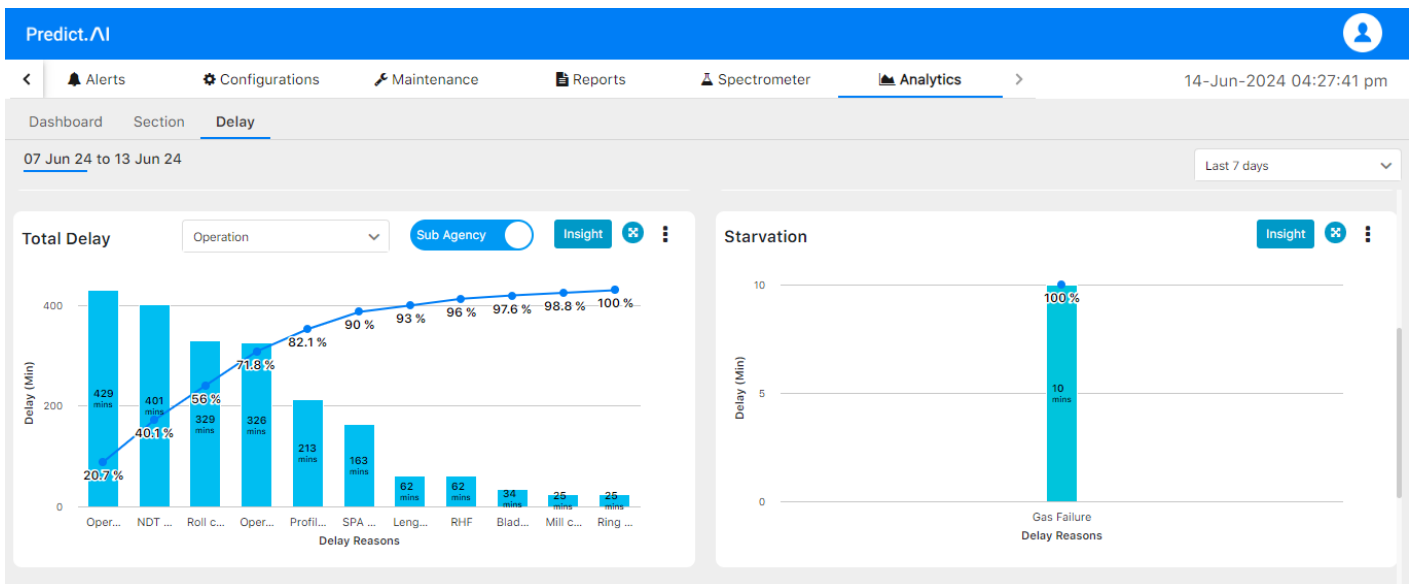 Predict.ΛI
Alerts
Configurations
Maintenance
Reports
Spectrometer
Analytics
14-Jun-2024 04:27:41 pm
Dashboard
Section
Delay
07 Jun 24 to 13 Jun 24
Last 7 days
Total Delay
Operation
Sub Agency
Insight
Delay (Min)
400
200
0
429 mins
401 mins
329 mins
326 mins
213 mins
163 mins
62 mins
62 mins
34 mins
25 mins
25 mins
20.7 %
40.1 %
56 %
71.8 %
82.1 %
90 %
93 %
96 %
97.6 %
98.8 %
100 %
Oper...
NDT ...
Roll c...
Oper...
Profil...
SPA ...
Leng...
RHF
Blad...
Mill c...
Ring ...
Delay Reasons
Starvation
Insight
Delay (Min)
10
5
0
100 %
10 mins
Gas Failure
Delay Reasons